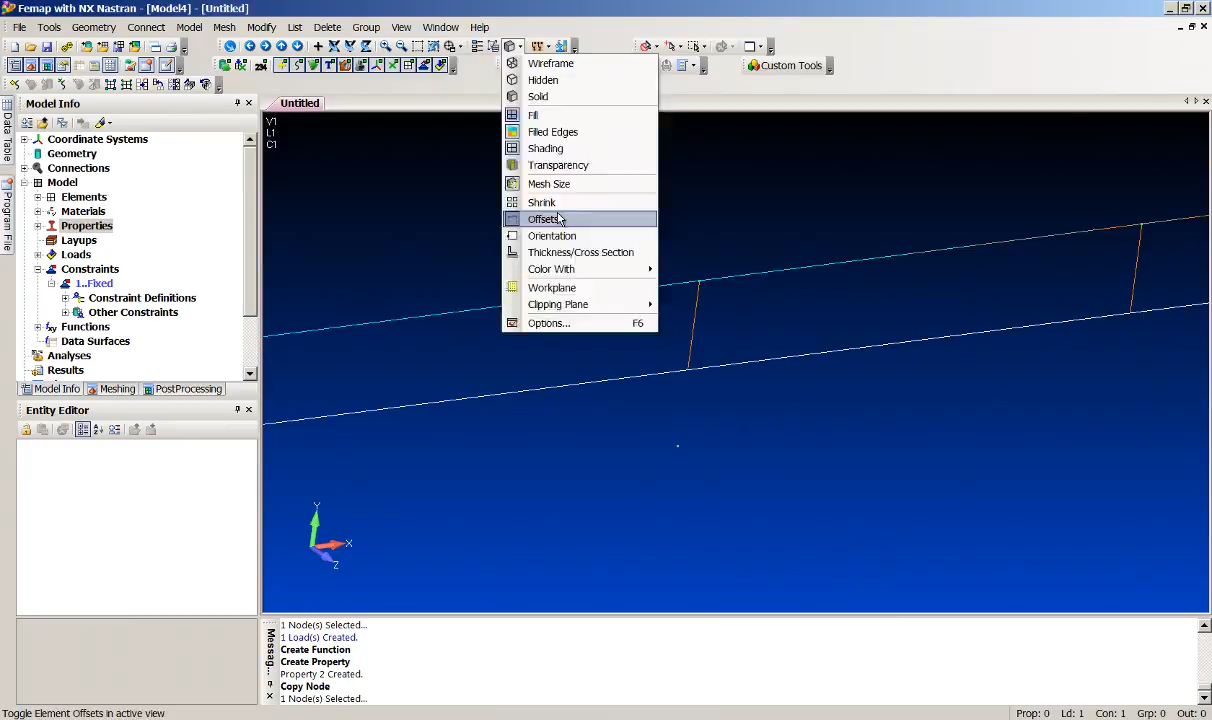 Femap with NX Nastran - [Model4] - [Untitled]
File Tools Geometry Connect Model Mesh Modify List Delete Group View Window Help
Custom Tools
Model Info
Untitled
V1
L1
C1
Data Table
Program File
Coordinate Systems
Geometry
Connections
Model
Elements
Materials
Properties
Layups
Loads
Constraints
1..Fixed
Constraint Definitions
Other Constraints
Functions
Data Surfaces
Analyses
Results
Model Info Meshing PostProcessing
Entity Editor
Wireframe
Hidden
Solid
Fill
Filled Edges
Shading
Transparency
Mesh Size
Shrink
Offsets
Orientation
Thickness/Cross Section
Color With
Workplane
Clipping Plane
Options... F6
Y
X
Z
Messag...
1 Node(s) Selected...
1 Load(s) Created.
Create Function
Create Property
Property 2 Created.
Copy Node
1 Node(s) Selected...
Toggle Element Offsets in active view
Prop: 0 Ld: 1 Con: 1 Grp: 0 Out: 0